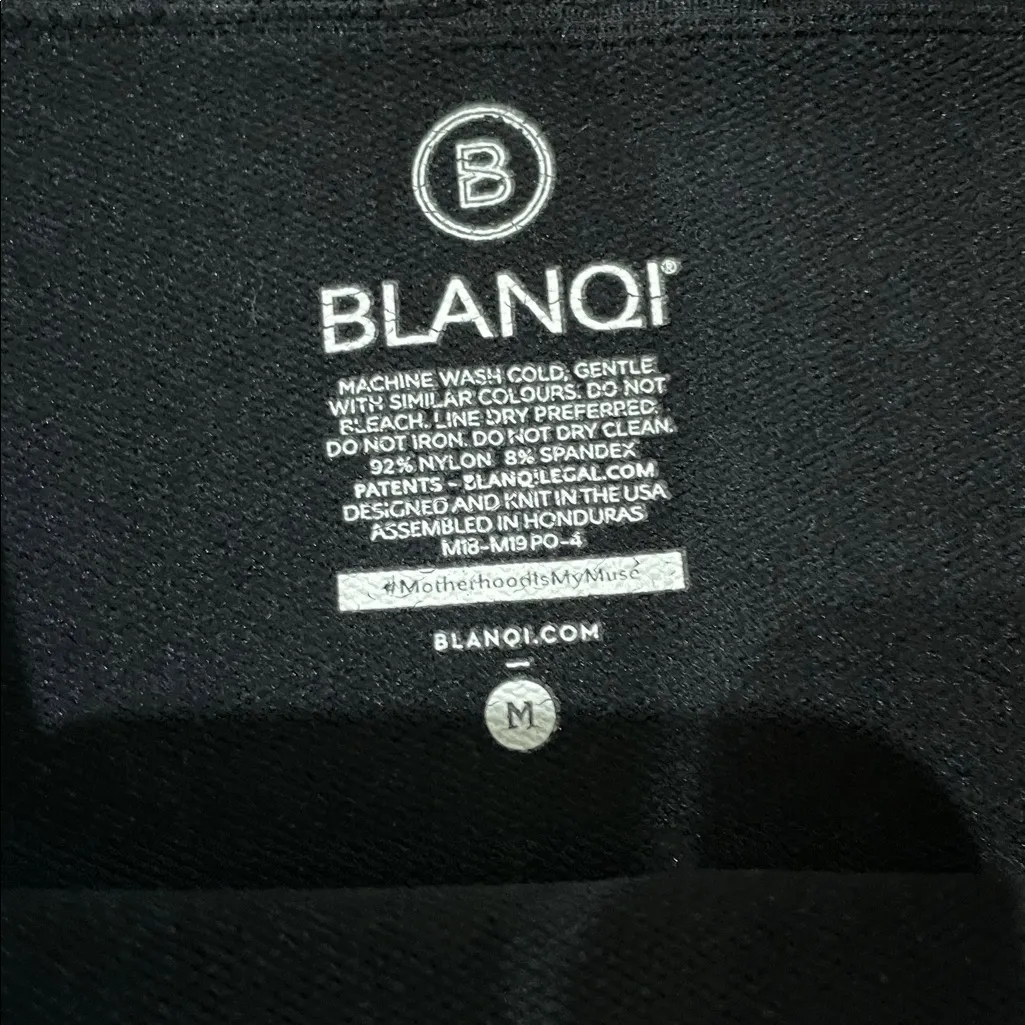 B
BLANQI®
MACHINE WASH COLD, GENTLE
WITH SIMILAR COLOURS. DO NOT
BLEACH. LINE DRY PREFERRED.
DO NOT IRON. DO NOT DRY CLEAN.
92% NYLON 8% SPANDEX
PATENTS - BLANQILEGAL.COM
DESIGNED AND KNIT IN THE USA
ASSEMBLED IN HONDURAS
M18-M19 PO-4
#MotherhoodIsMyMuse
BLANQI.COM
M